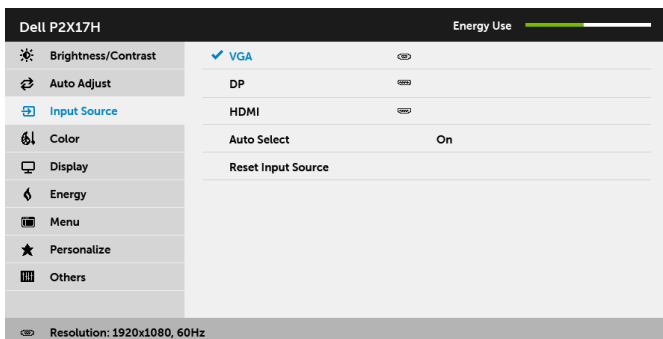 Dell P2X17H Energy Use
Brightness/Contrast
Auto Adjust
Input Source
Color
Display
Energy
Menu
Personalize
Others
VGA
DP
HDMI
Auto Select On
Reset Input Source
Resolution: 1920x1080, 60Hz